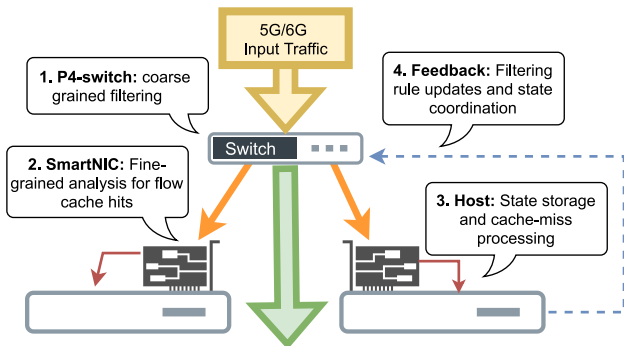 5G/6G
Input Traffic
1. P4-switch: coarse
grained filtering
4. Feedback: Filtering
rule updates and state
coordination
Switch
2. SmartNIC: Fine-
grained analysis for flow
cache hits
3. Host: State storage
and cache-miss
processing